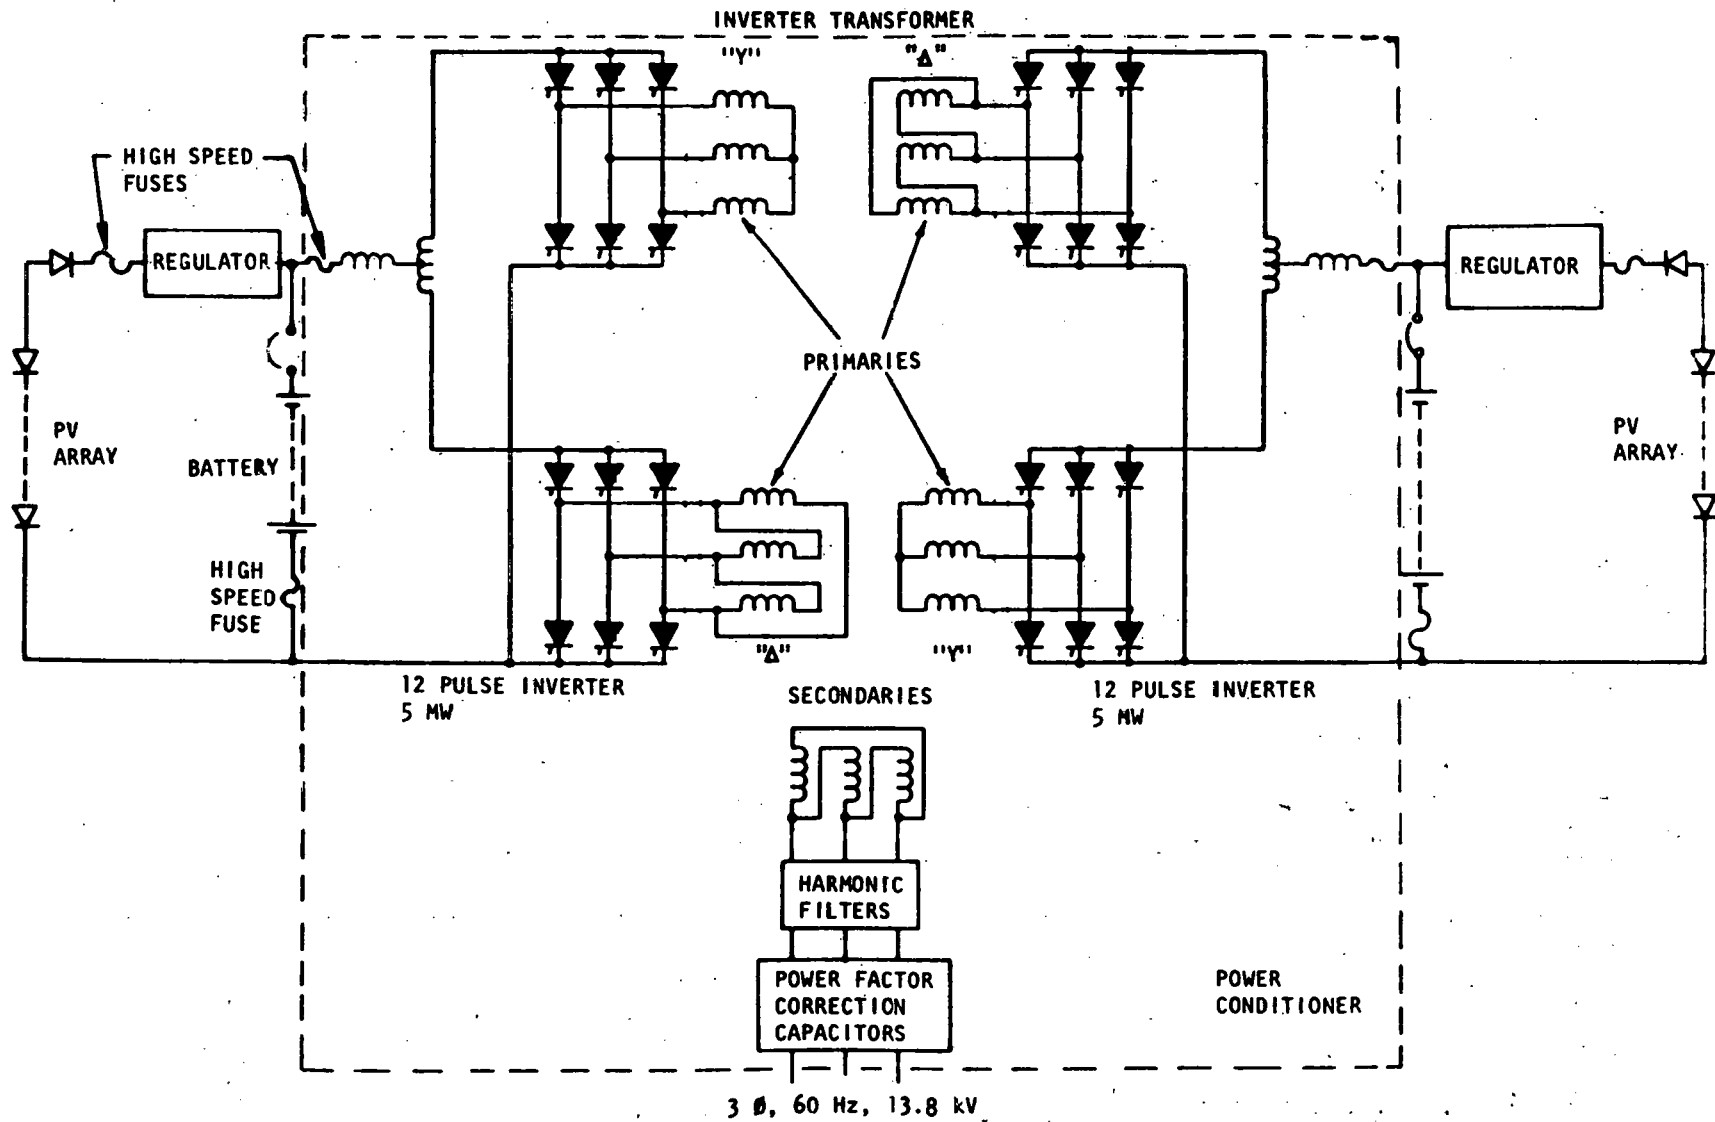 INVERTER TRANSFORMER
"Y"
"Δ"
HIGH SPEED
FUSES
REGULATOR
REGULATOR
PRIMARIES
PV
ARRAY
BATTERY
PV
ARRAY
HIGH
SPEED
FUSE
"Δ"
"Y"
12 PULSE INVERTER
5 MW
SECONDARIES
12 PULSE INVERTER
5 MW
HARMONIC
FILTERS
POWER FACTOR
CORRECTION
CAPACITORS
POWER
CONDITIONER
3 Ø, 60 Hz, 13.8 kV